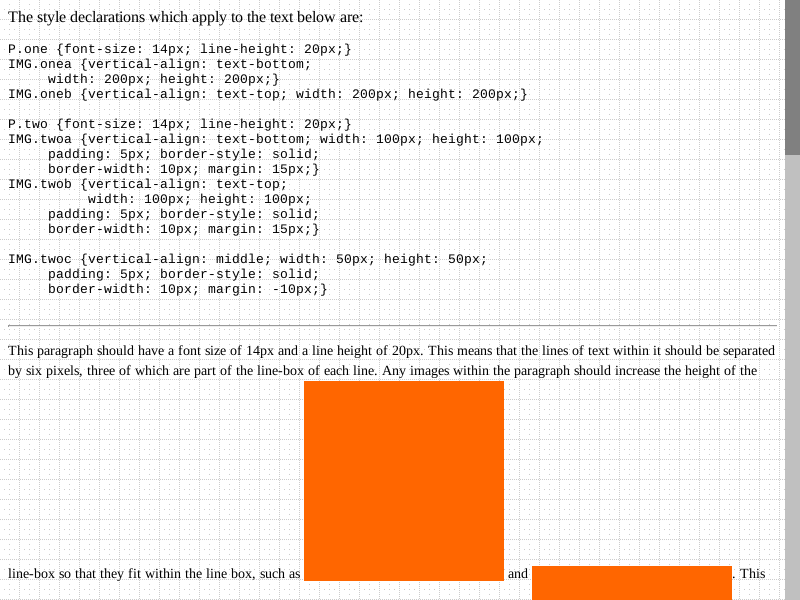 The style declarations which apply to the text below are:
P.one {font-size: 14px; line-height: 20px;}
IMG.onea {vertical-align: text-bottom;
     width: 200px; height: 200px;}
IMG.oneb {vertical-align: text-top; width: 200px; height: 200px;}
P.two {font-size: 14px; line-height: 20px;}
IMG.twoa {vertical-align: text-bottom; width: 100px; height: 100px;
     padding: 5px; border-style: solid;
     border-width: 10px; margin: 15px;}
IMG.twob {vertical-align: text-top;
          width: 100px; height: 100px;
     padding: 5px; border-style: solid;
     border-width: 10px; margin: 15px;}
IMG.twoc {vertical-align: middle; width: 50px; height: 50px;
     padding: 5px; border-style: solid;
     border-width: 10px; margin: -10px;}
This paragraph should have a font size of 14px and a line height of 20px. This means that the lines of text within it should be separated
by six pixels, three of which are part of the line-box of each line. Any images within the paragraph should increase the height of the
line-box so that they fit within the line box, such as and . This